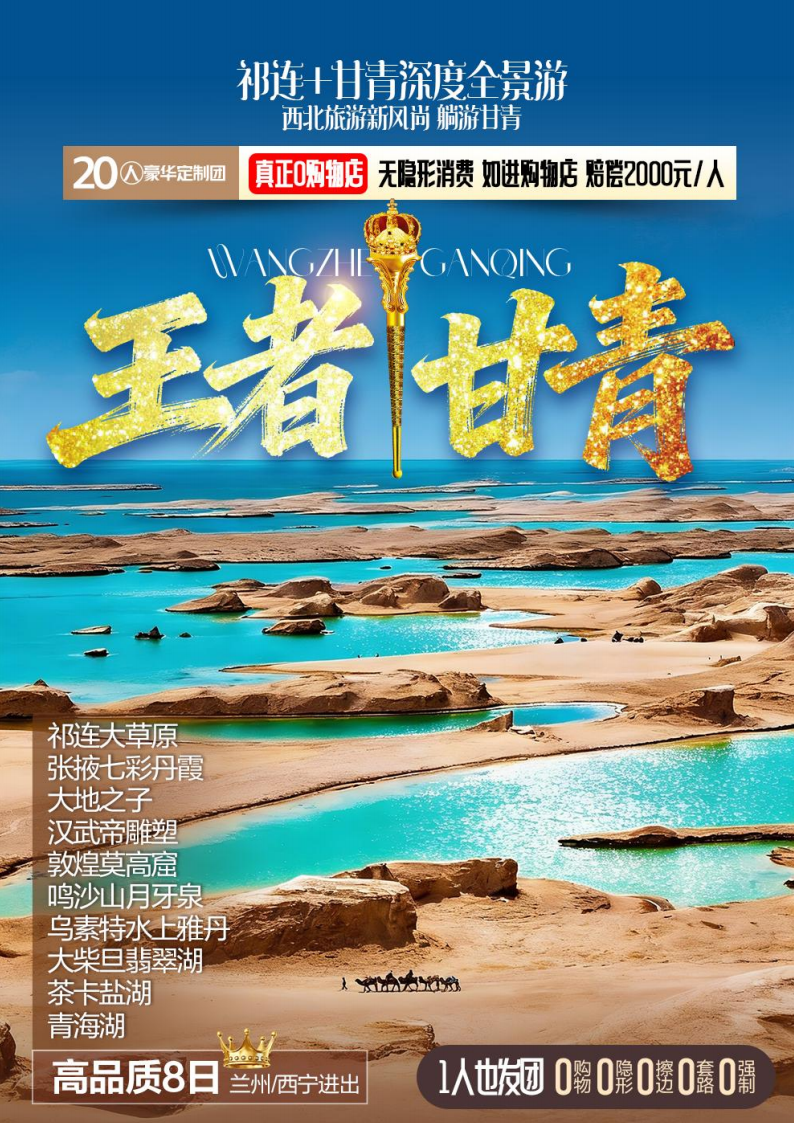 祁连+甘青深度全景游
西北旅游新风尚 躺游甘青
20人豪华定制团 真正0购物店 无隐形消费 如进购物店 赔偿2000元/人
WANGZHE GANQING
王者甘青
祁连大草原
张掖七彩丹霞
大地之子
汉武帝雕塑
敦煌莫高窟
鸣沙山月牙泉
乌素特水上雅丹
大柴旦翡翠湖
茶卡盐湖
青海湖
高品质8日 兰州/西宁进出
1人也发团 0购物 0隐形 0擦边 0套路 0强制